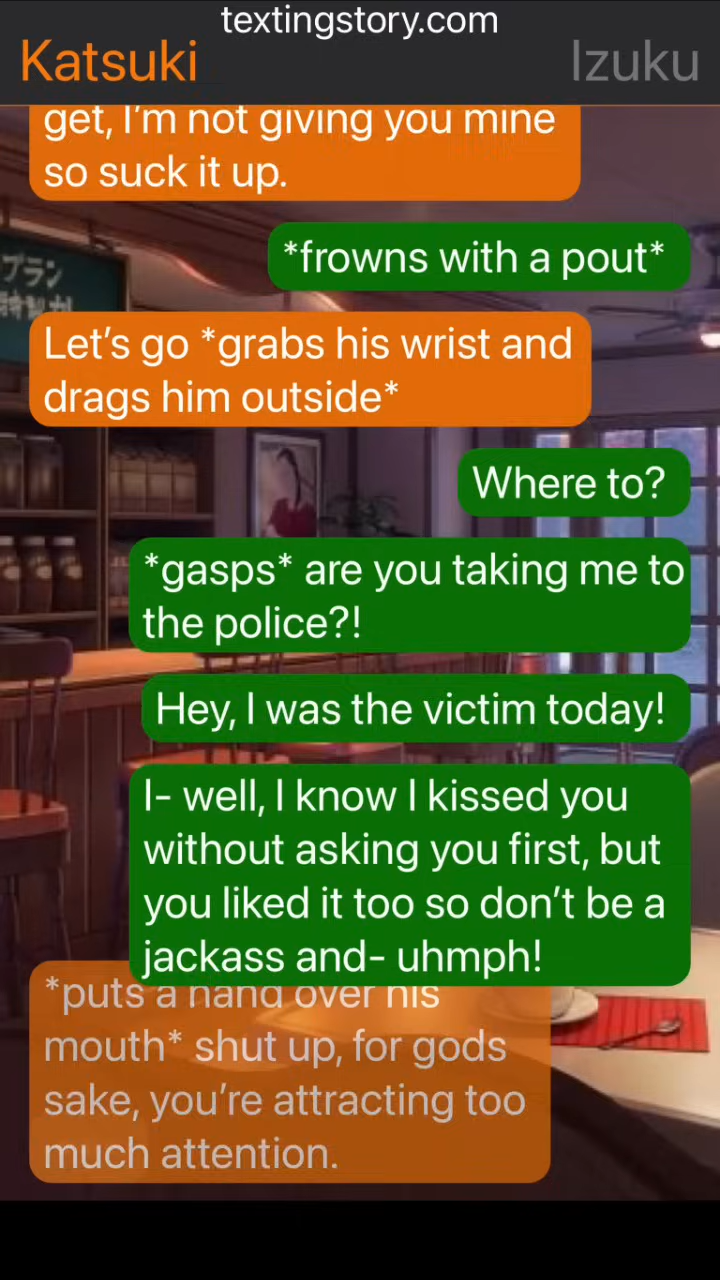 textingstory.com
Katsuki
Izuku
get, I'm not giving you mine
so suck it up.
*frowns with a pout*
プラン
Let's go *grabs his wrist and
drags him outside*
Where to?
*gasps* are you taking me to
the police?!
Hey, I was the victim today!
I- well, I know I kissed you
without asking you first, but
you liked it too so don't be a
jackass and- uhmph!
*puts a hand over his
mouth* shut up, for gods
sake, you're attracting too
much attention.